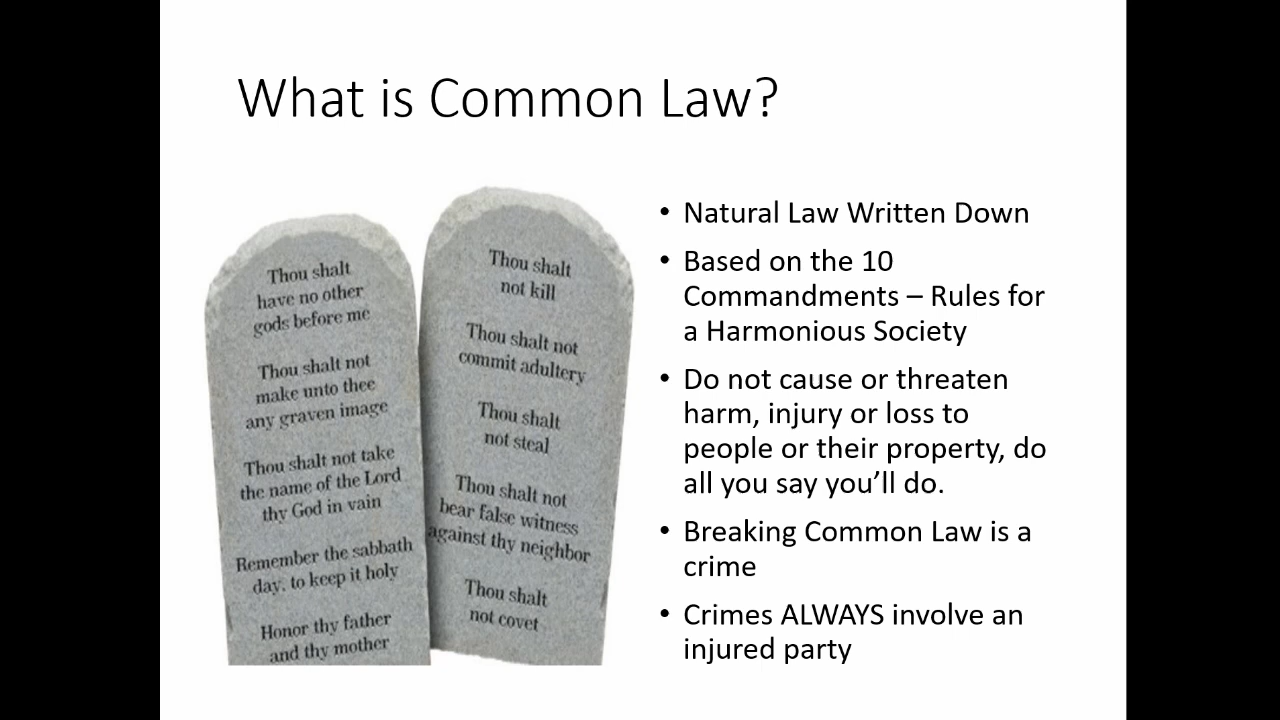 What is Common Law?
Thou shalt
have no other
gods before me
Thou shalt not
make unto thee
any graven image
Thou shalt not take
the name of the Lord
thy God in vain
Remember the sabbath
day, to keep it holy
Honor thy father
and thy mother
Thou shalt
not kill
Thou shalt not
commit adultery
Thou shalt
not steal
Thou shalt not
bear false witness
against thy neighbor
Thou shalt
not covet
• Natural Law Written Down
• Based on the 10
Commandments – Rules for
a Harmonious Society
• Do not cause or threaten
harm, injury or loss to
people or their property, do
all you say you’ll do.
• Breaking Common Law is a
crime
• Crimes ALWAYS involve an
injured party